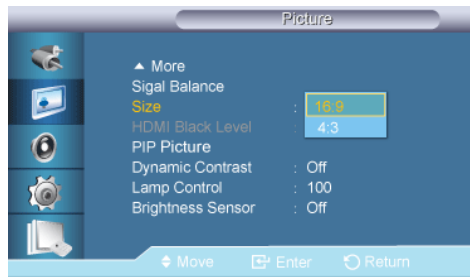 Picture
▲ More
Sigal Balance
Size : 16:9
HDMI Black Level : 4:3
PIP Picture
Dynamic Contrast : Off
Lamp Control : 100
Brightness Sensor : Off
Move Enter Return